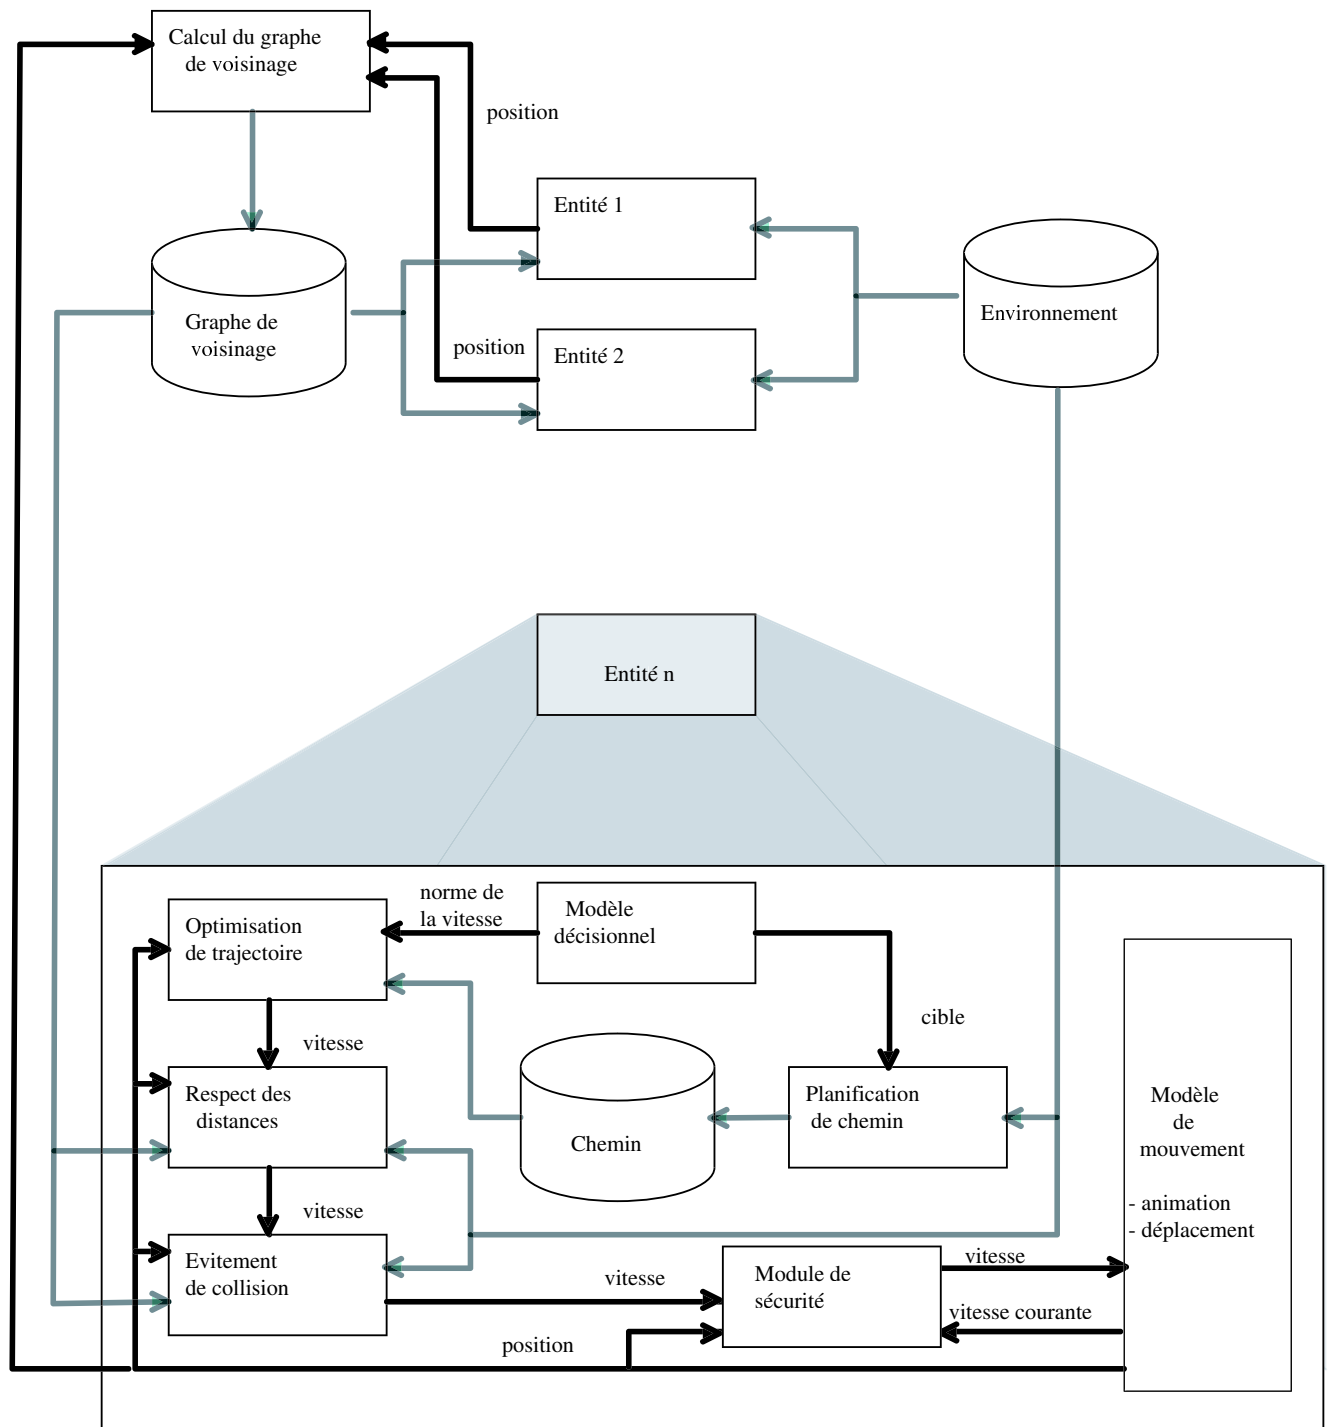 Calcul du graphe
de voisinage
position
Entité 1
Graphe de
voisinage
Environnement
position
Entité 2
Entité n
norme de
la vitesse
Modèle
décisionnel
Optimisation
de trajectoire
cible
vitesse
Respect des
distances
Chemin
Planification
de chemin
Modèle
de
mouvement
- animation
- déplacement
vitesse
Evitement
de collision
vitesse
Module de
sécurité
vitesse
vitesse courante
position